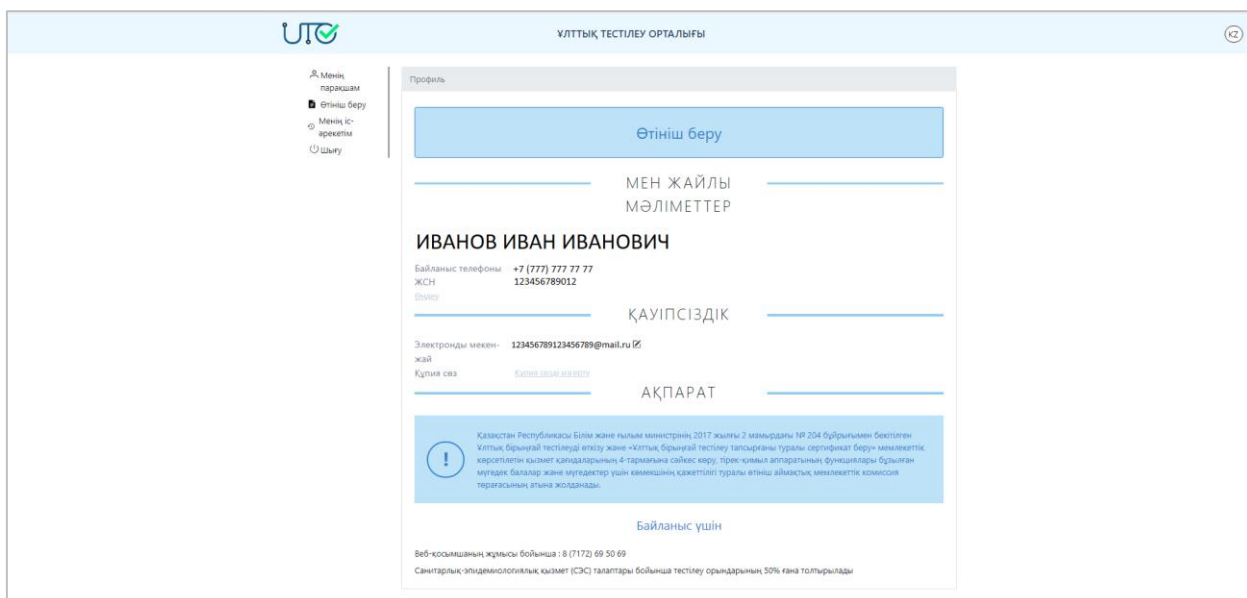 UTO
ҰЛТТЫҚ ТЕСТІЛЕУ ОРТАЛЫҒЫ
KZ
Менің
парақшам
Өтініш беру
Менің іс-
әрекетім
Шығу
Профиль
Өтініш беру
МЕН ЖАЙЛЫ
МӘЛІМЕТТЕР
ИВАНОВ ИВАН ИВАНОВИЧ
Байланыс телефоны +7 (777) 777 77 77
ЖСН 123456789012
өңдеу
ҚАУІПСІЗДІК
Электронды мекен- 123456789123456789@mail.ru
жай
Құпия сөз Құпия сөзді өзгерту
АҚПАРАТ
Қазақстан Республикасы Білім және ғылым министрінің 2017 жылғы 2 мамырдағы № 204 бұйрығымен бекітілген
Ұлттық бірыңғай тестілеуді өткізу және «Ұлттық бірыңғай тестілеу тапсырғаны туралы сертификат беру» мемлекеттік
көрсетілетін қызмет қағидаларының 4-тармағына сәйкес көру, тірек-қимыл аппаратының функциялары бұзылған
мүгедек балалар және мүгедектер үшін көмекшінің қажеттілігі туралы өтініш аймақтық мемлекеттік комиссия
төрағасының атына жолданады.
Байланыс үшін
Веб-қосымшаның жұмысы бойынша : 8 (7172) 69 50 69
Санитарлық-эпидемиологиялық қызмет (СЭС) талаптары бойынша тестілеу орындарының 50% ғана толтырылады